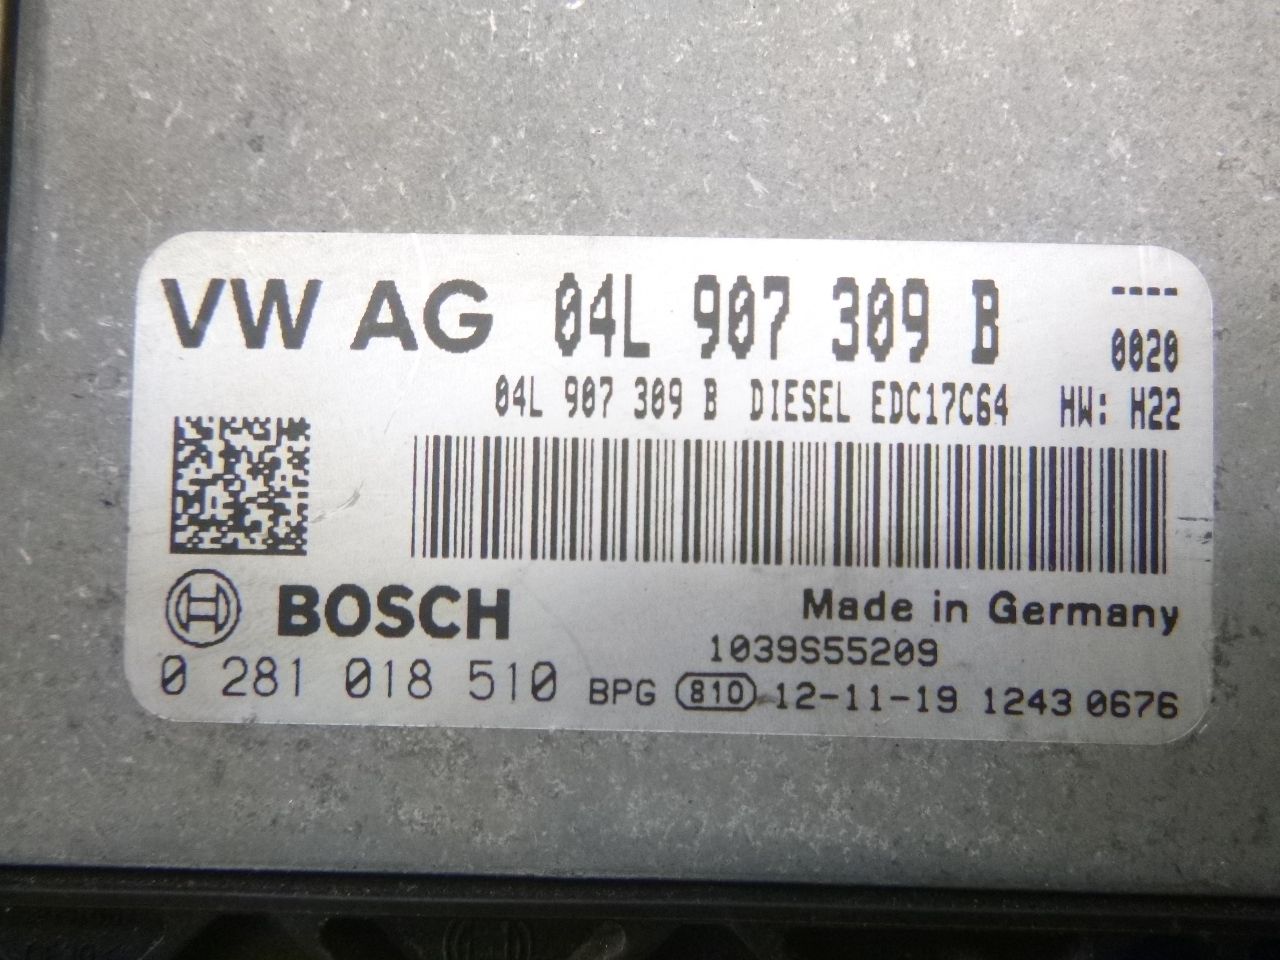 VW AG 04L 907 309 B ----
0020
04L 907 309 B DIESEL EDC17C64 HW: H22
BOSCH Made in Germany
1039S55209
0 281 018 510 BPG 810 12-11-19 1243 0676